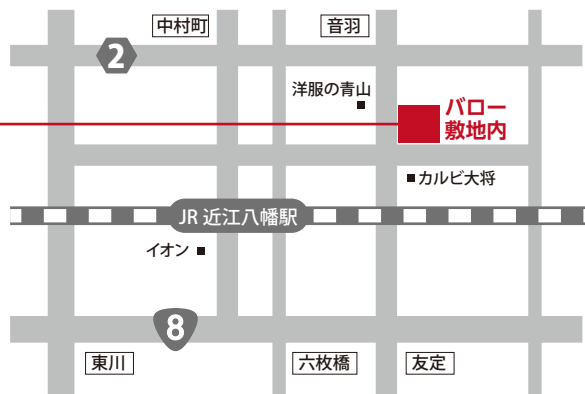 中村町
音羽
2
洋服の青山
バロー
敷地内
カルビ大将
JR 近江八幡駅
イオン
8
東川
六枚橋
友定